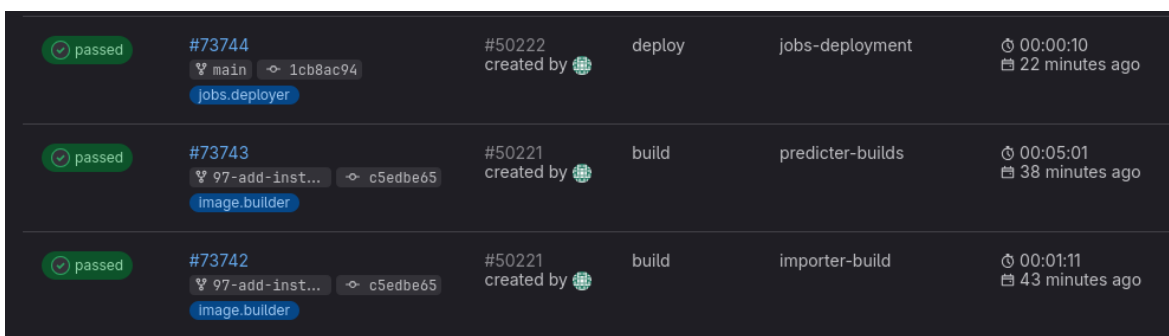 passed #73744 #50222 deploy jobs-deployment 00:00:10
main 1cb8ac94 created by 22 minutes ago
jobs.deployer
passed #73743 #50221 build predicter-builds 00:05:01
97-add-inst... c5edbe65 created by 38 minutes ago
image.builder
passed #73742 #50221 build importer-build 00:01:11
97-add-inst... c5edbe65 created by 43 minutes ago
image.builder